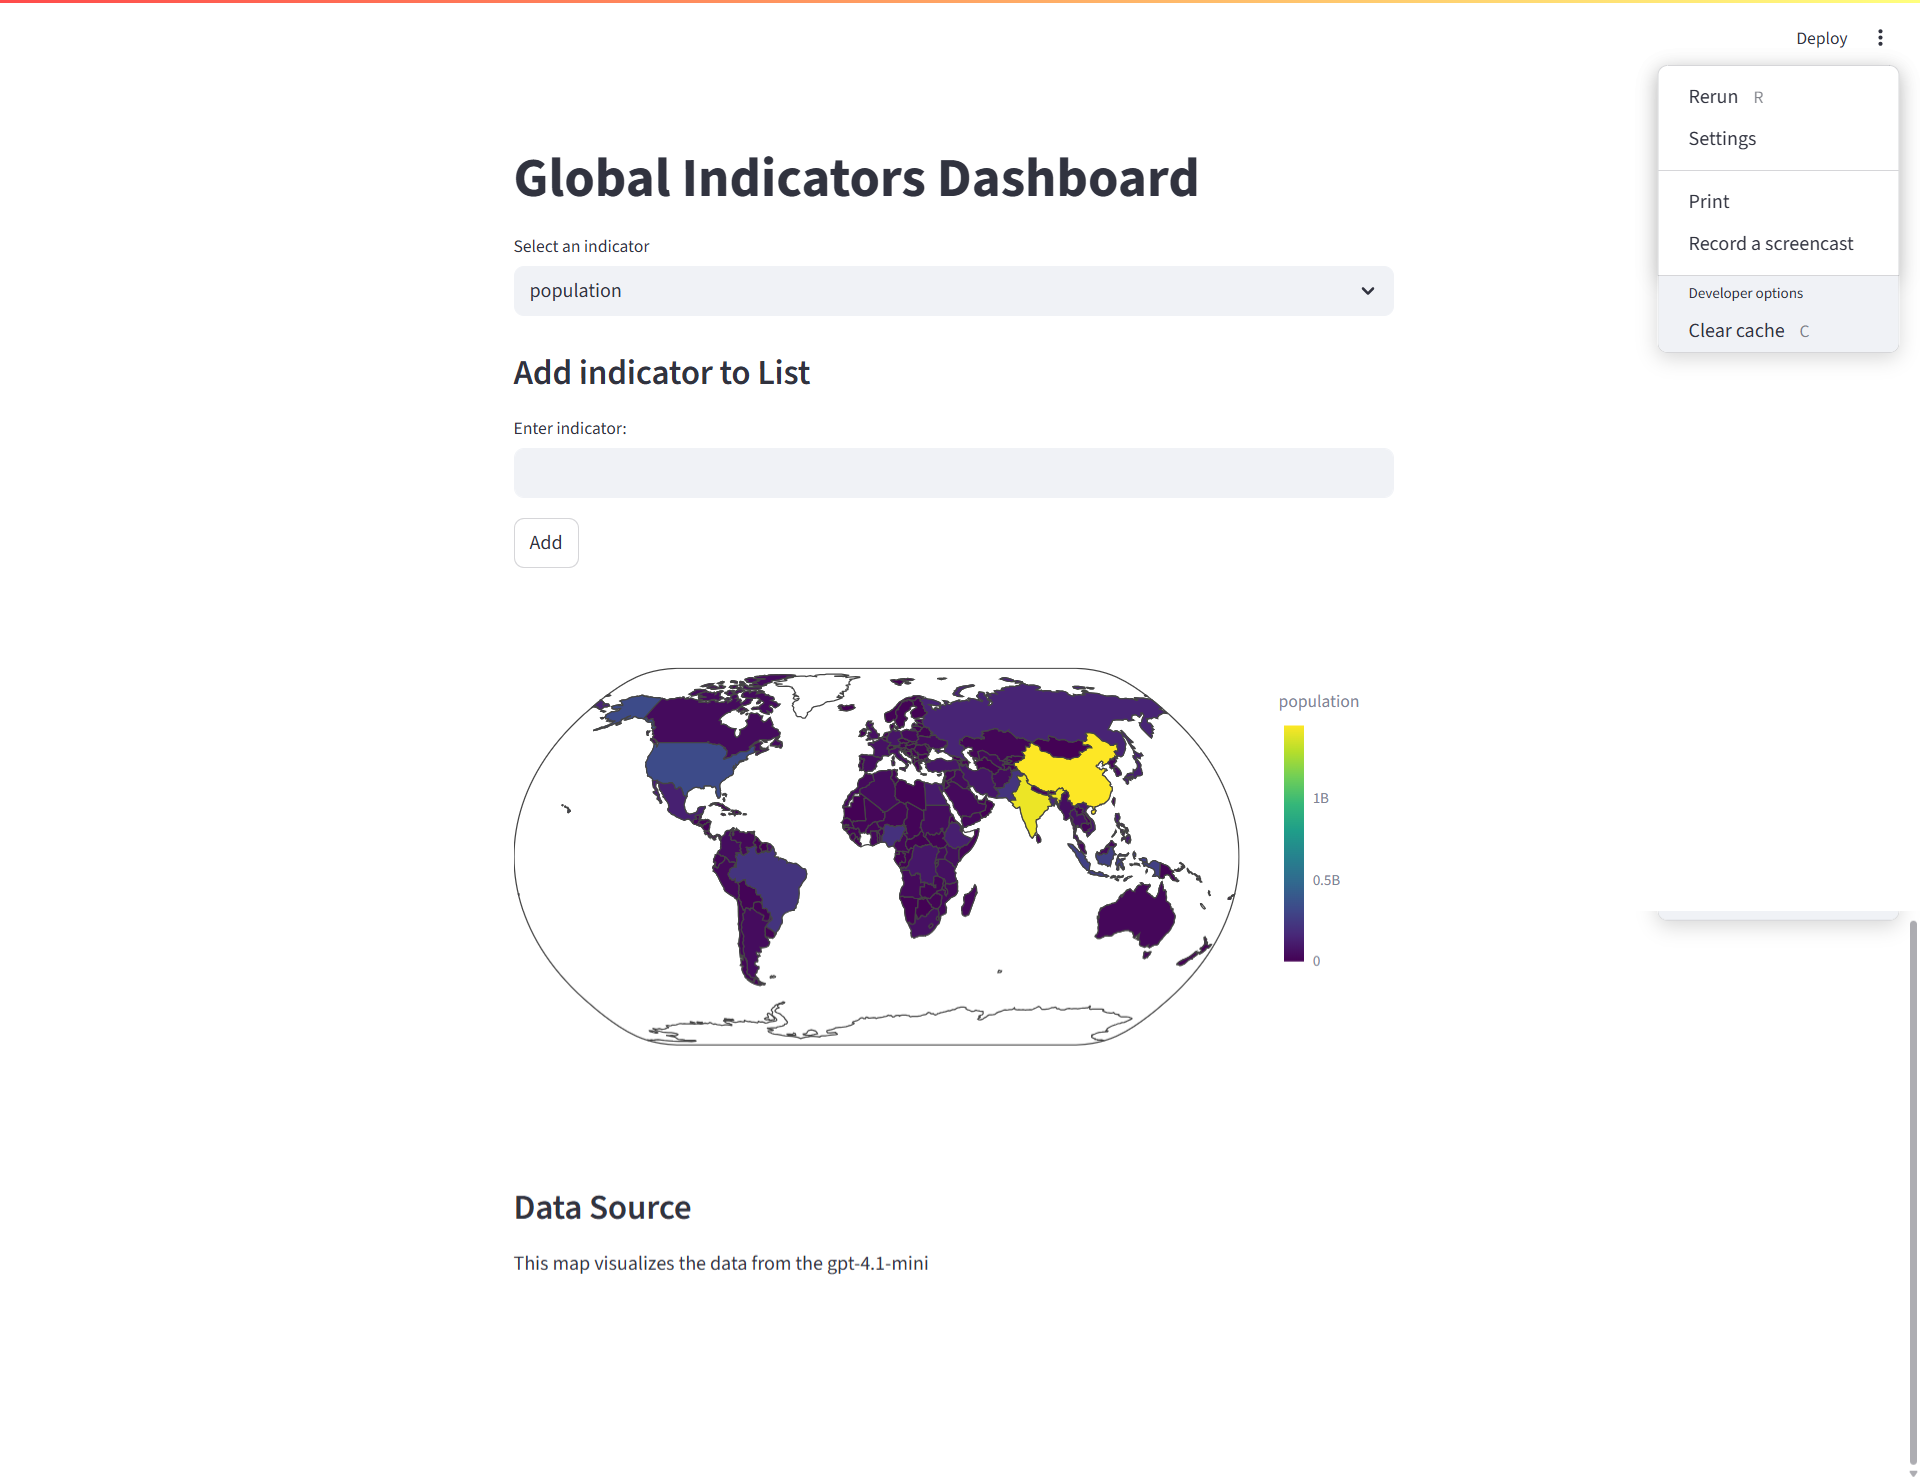 Deploy
Rerun R
Settings
Print
Record a screencast
Developer options
Clear cache C
Global Indicators Dashboard
Select an indicator
population
Add indicator to List
Enter indicator:
Add
population
1B
0.5B
0
Data Source
This map visualizes the data from the gpt-4.1-mini